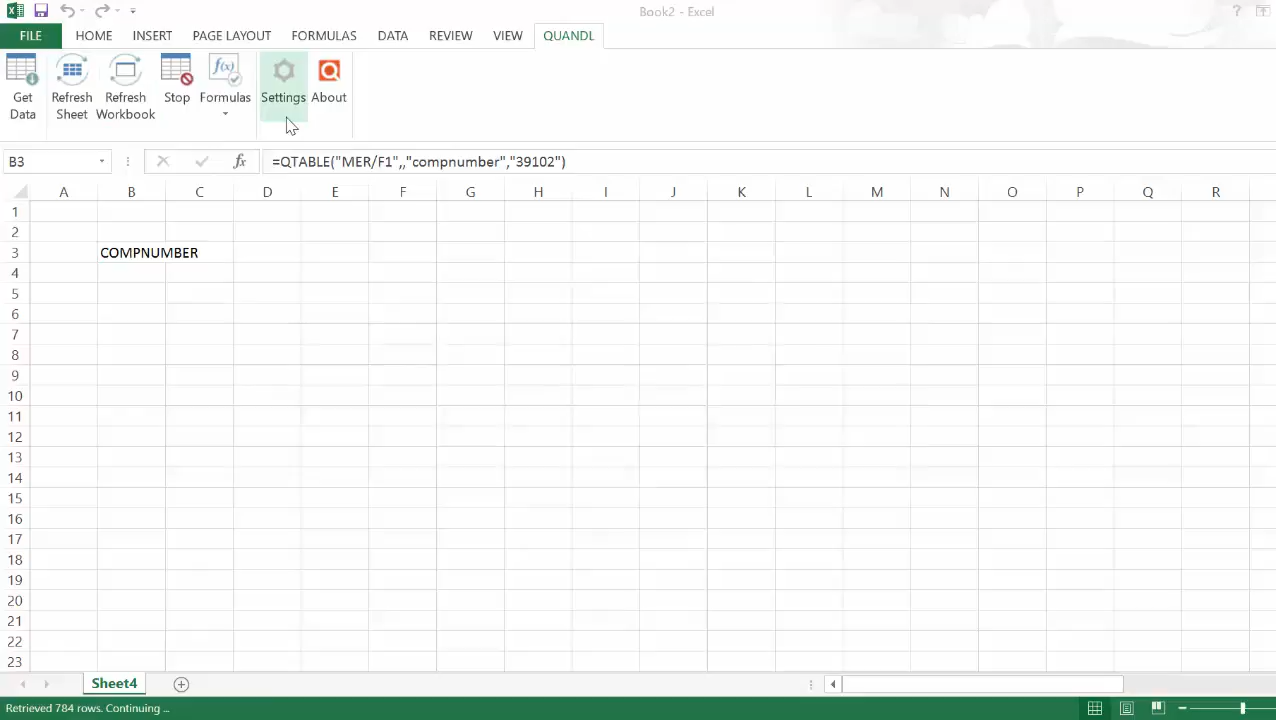 Book2 - Excel
?
FILE HOME INSERT PAGE LAYOUT FORMULAS DATA REVIEW VIEW QUANDL
f(x)
Get Data
Refresh Sheet
Refresh Workbook
Stop
Formulas
Settings
About
B3 fx =QTABLE("MER/F1",,"compnumber","39102")
A B C D E F G H I J K L M N O P Q R
1
2
3 COMPNUMBER
4
5
6
7
8
9
10
11
12
13
14
15
16
17
18
19
20
21
22
23
Sheet4
Retrieved 784 rows. Continuing ...